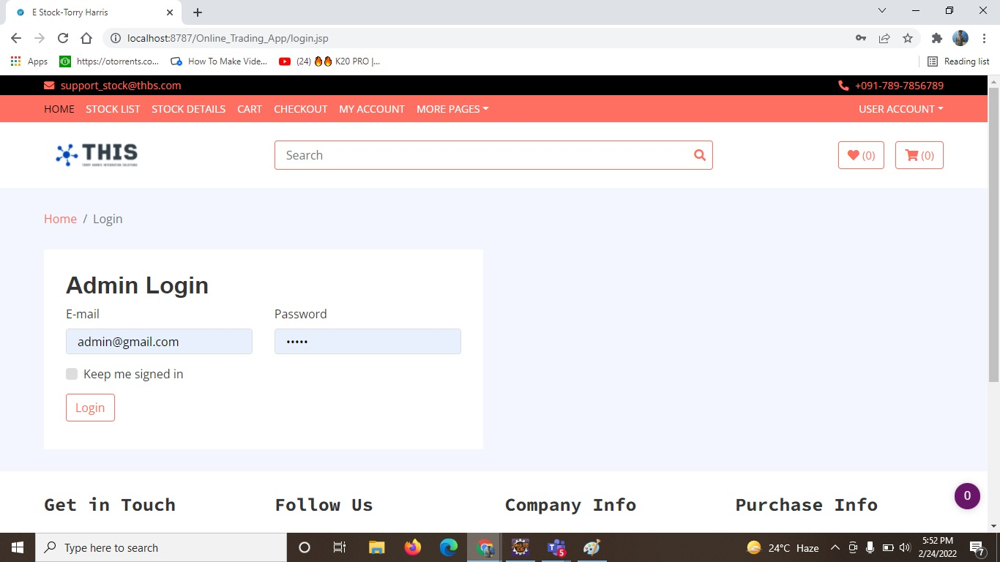 E Stock-Torry Harris
localhost:8787/Online_Trading_App/login.jsp
Apps https://otorrents.co... How To Make Vide... (24) 🔥🔥 K20 PRO |... Reading list
support_stock@thbs.com +091-789-7856789
HOME STOCK LIST STOCK DETAILS CART CHECKOUT MY ACCOUNT MORE PAGES USER ACCOUNT
THIS
TORRY HARRIS INTEGRATION SOLUTIONS
Search
(0) (0)
Home / Login
Admin Login
E-mail Password
admin@gmail.com •••••
Keep me signed in
Login
Get in Touch Follow Us Company Info Purchase Info
0
Type here to search
24°C Haze
5:52 PM
2/24/2022
5
7